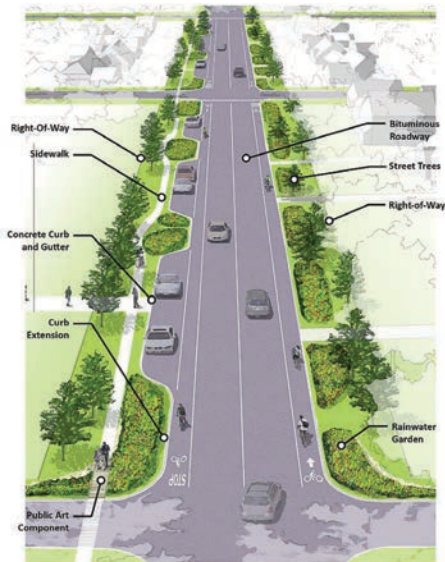 Right-Of-Way
Sidewalk
Concrete Curb
and Gutter
Curb
Extension
Public Art
Component
Bituminous
Roadway
Street Trees
Right-of-Way
Rainwater
Garden
STOP